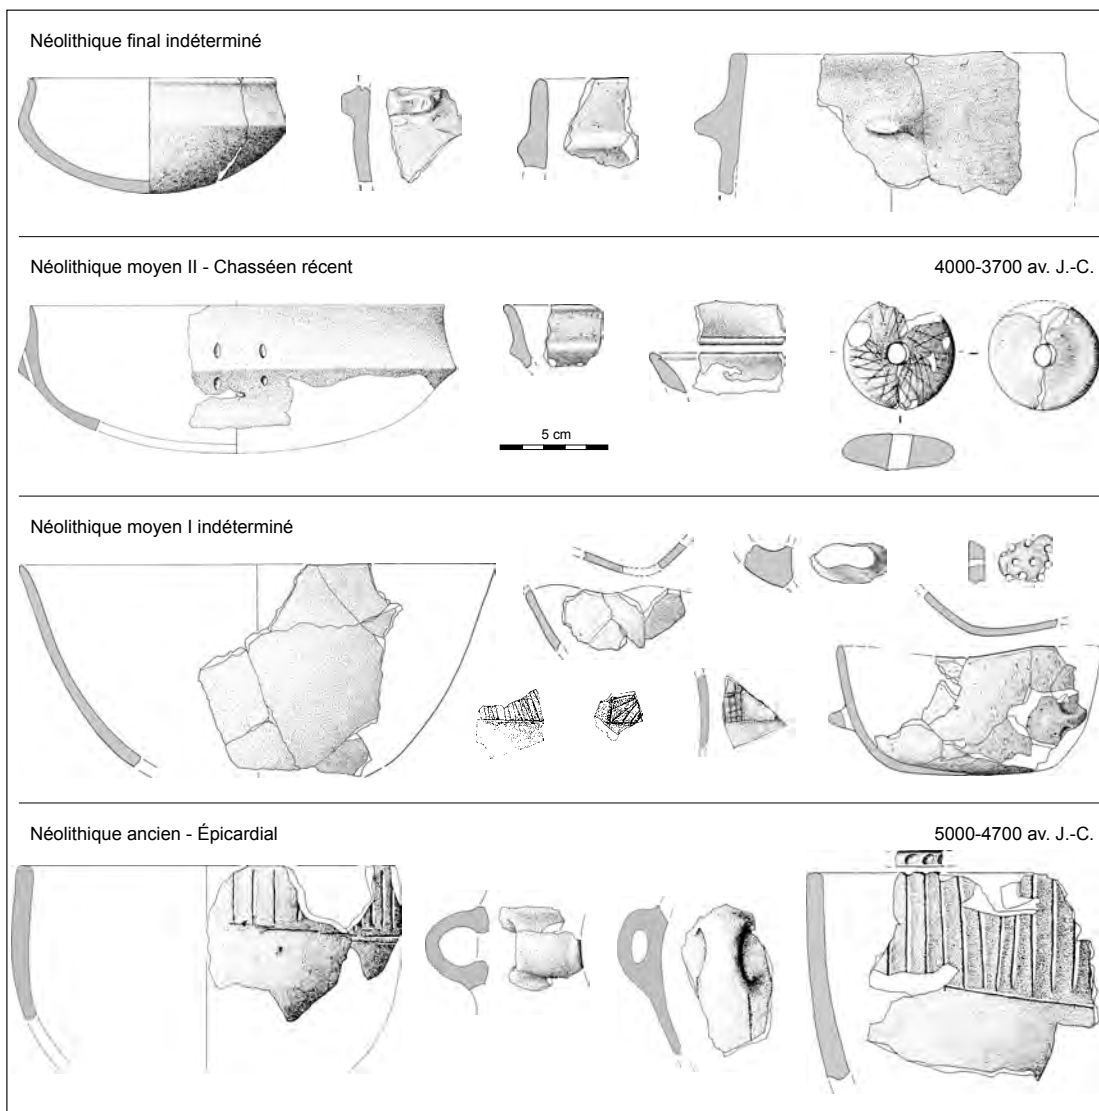 Néolithique final indéterminé
Néolithique moyen II - Chasséen récent
4000-3700 av. J.-C.
5 cm
Néolithique moyen I indéterminé
Néolithique ancien - Épicardial
5000-4700 av. J.-C.